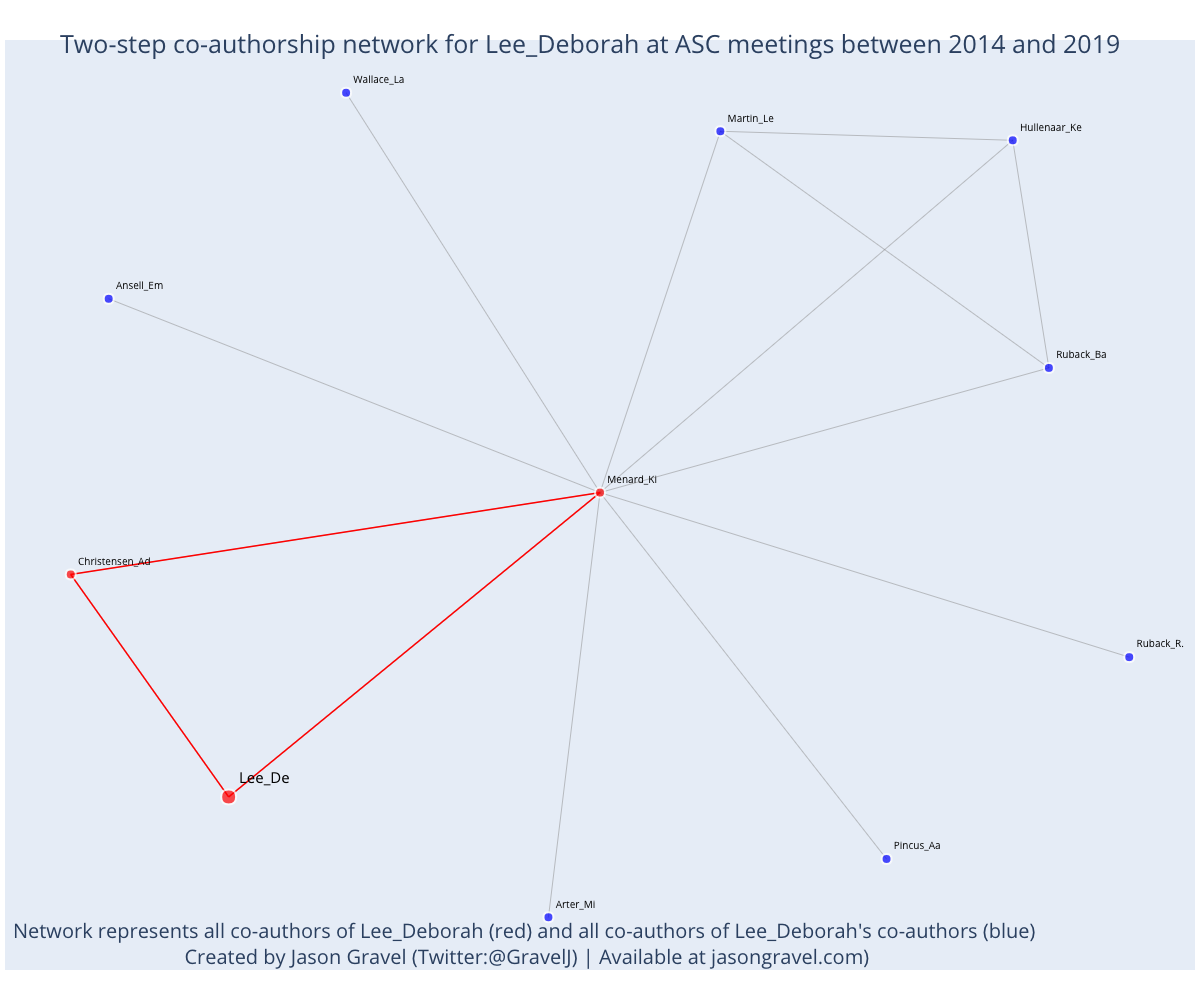 Two-step co-authorship network for Lee_Deborah at ASC meetings between 2014 and 2019
Wallace_La
Martin_Le
Hullenaar_Ke
Ansell_Em
Ruback_Ba
Menard_Ki
Christensen_Ad
Ruback_R.
Lee_De
Pincus_Aa
Arter_Mi
Network represents all co-authors of Lee_Deborah (red) and all co-authors of Lee_Deborah's co-authors (blue)
Created by Jason Gravel (Twitter:@GravelJ) | Available at jasongravel.com)